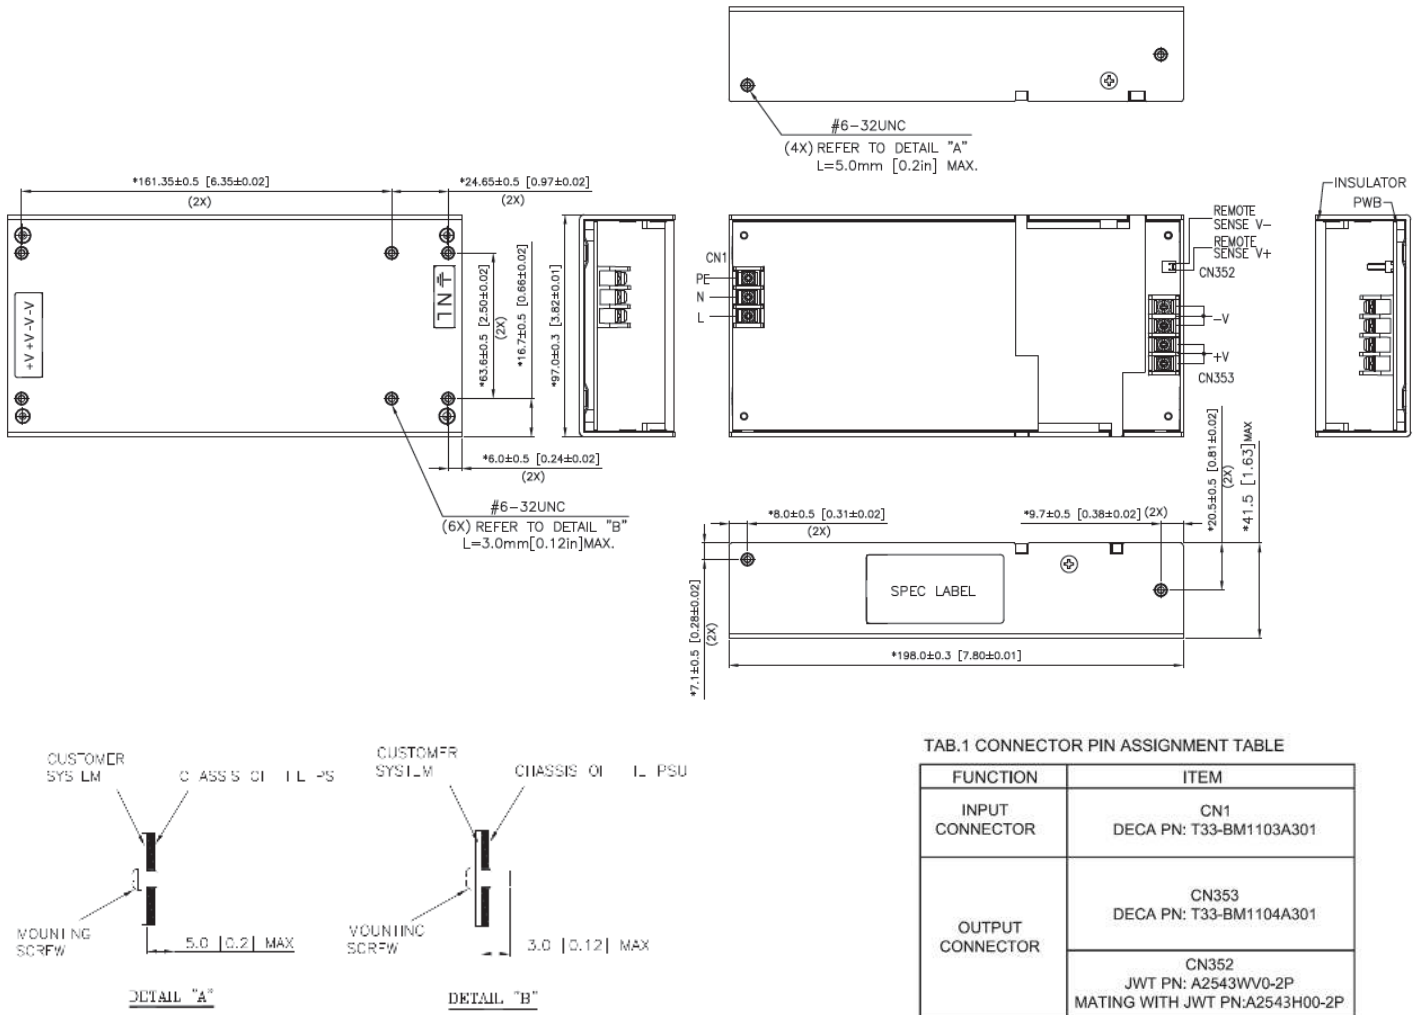 #6-32UNC
(4X) REFER TO DETAIL "A"
L=5.0mm [0.2in] MAX.
*161.35±0.5 [6.35±0.02]
(2X)
*24.65±0.5 [0.97±0.02]
(2X)
+V +V-V-V
NL
*63.6±0.5 [2.50±0.02]
(2X)
*16.7±0.5 [0.66±0.02]
*97.0±0.3 [3.82±0.01]
*6.0±0.5 [0.24±0.02]
(2X)
#6-32UNC
(6X) REFER TO DETAIL "B"
L=3.0mm[0.12in]MAX.
CN1
PE
N
L
REMOTE
SENSE V-
REMOTE
SENSE V+
CN352
-V
+V
CN353
INSULATOR
PWB
*8.0±0.5 [0.31±0.02]
(2X)
*9.7±0.5 [0.38±0.02] (2X)
*20.5±0.5 [0.81±0.02]
(2X)
*41.5 [1.63]MAX
SPEC LABEL
*7.1±0.5 [0.28±0.02]
(2X)
*198.0±0.3 [7.80±0.01]
CUSTOMER
SYSTEM
CHASSIS
MOUNTING
SCREW
5.0 [0.2] MAX
DETAIL "A"
CUSTOMER
SYSTEM
CHASSIS PSU
MOUNTING
SCREW
3.0 [0.12] MAX
DETAIL "B"
TAB.1 CONNECTOR PIN ASSIGNMENT TABLE
FUNCTION ITEM
INPUT
CONNECTOR
CN1
DECA PN: T33-BM1103A301
OUTPUT
CONNECTOR
CN353
DECA PN: T33-BM1104A301
CN352
JWT PN: A2543WV0-2P
MATING WITH JWT PN:A2543H00-2P